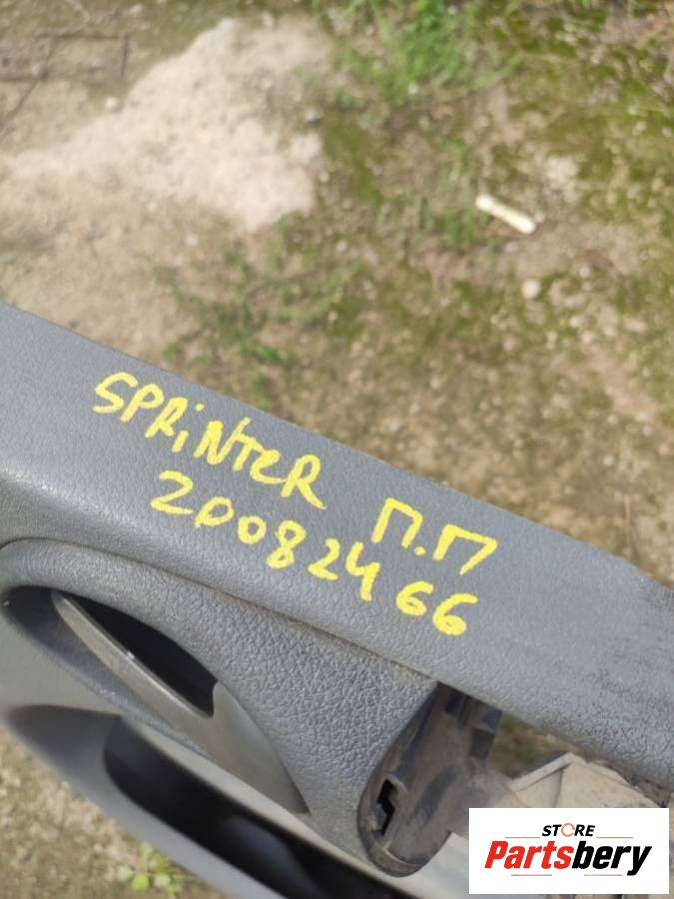 SPRiNTER П.П
20082466
STORE
Partsbery